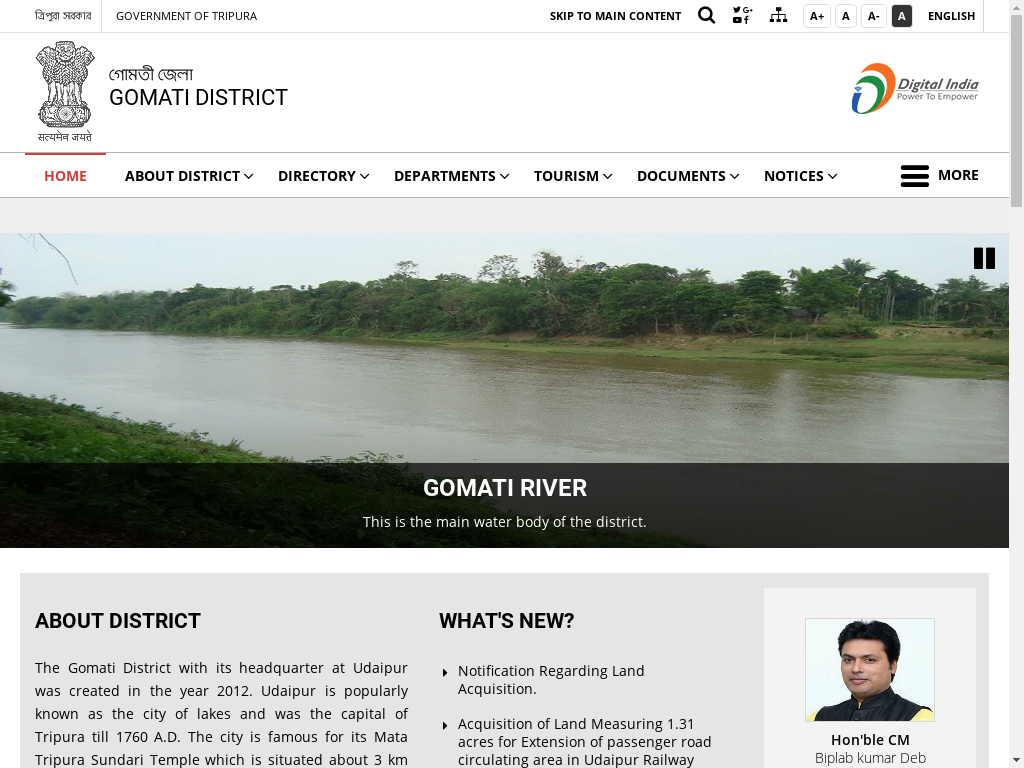 ত্রিপুরা সরকার
GOVERNMENT OF TRIPURA
SKIP TO MAIN CONTENT
A+
A
A-
A
ENGLISH
গোমতী জেলা
GOMATI DISTRICT
सत्यमेव जयते
Digital India
Power To Empower
HOME
ABOUT DISTRICT
DIRECTORY
DEPARTMENTS
TOURISM
DOCUMENTS
NOTICES
MORE
GOMATI RIVER
This is the main water body of the district.
ABOUT DISTRICT
The Gomati District with its headquarter at Udaipur
was created in the year 2012. Udaipur is popularly
known as the city of lakes and was the capital of
Tripura till 1760 A.D. The city is famous for its Mata
Tripura Sundari Temple which is situated about 3 km
WHAT'S NEW?
Notification Regarding Land
Acquisition.
Acquisition of Land Measuring 1.31
acres for Extension of passenger road
circulating area in Udaipur Railway
Hon'ble CM
Biplab kumar Deb